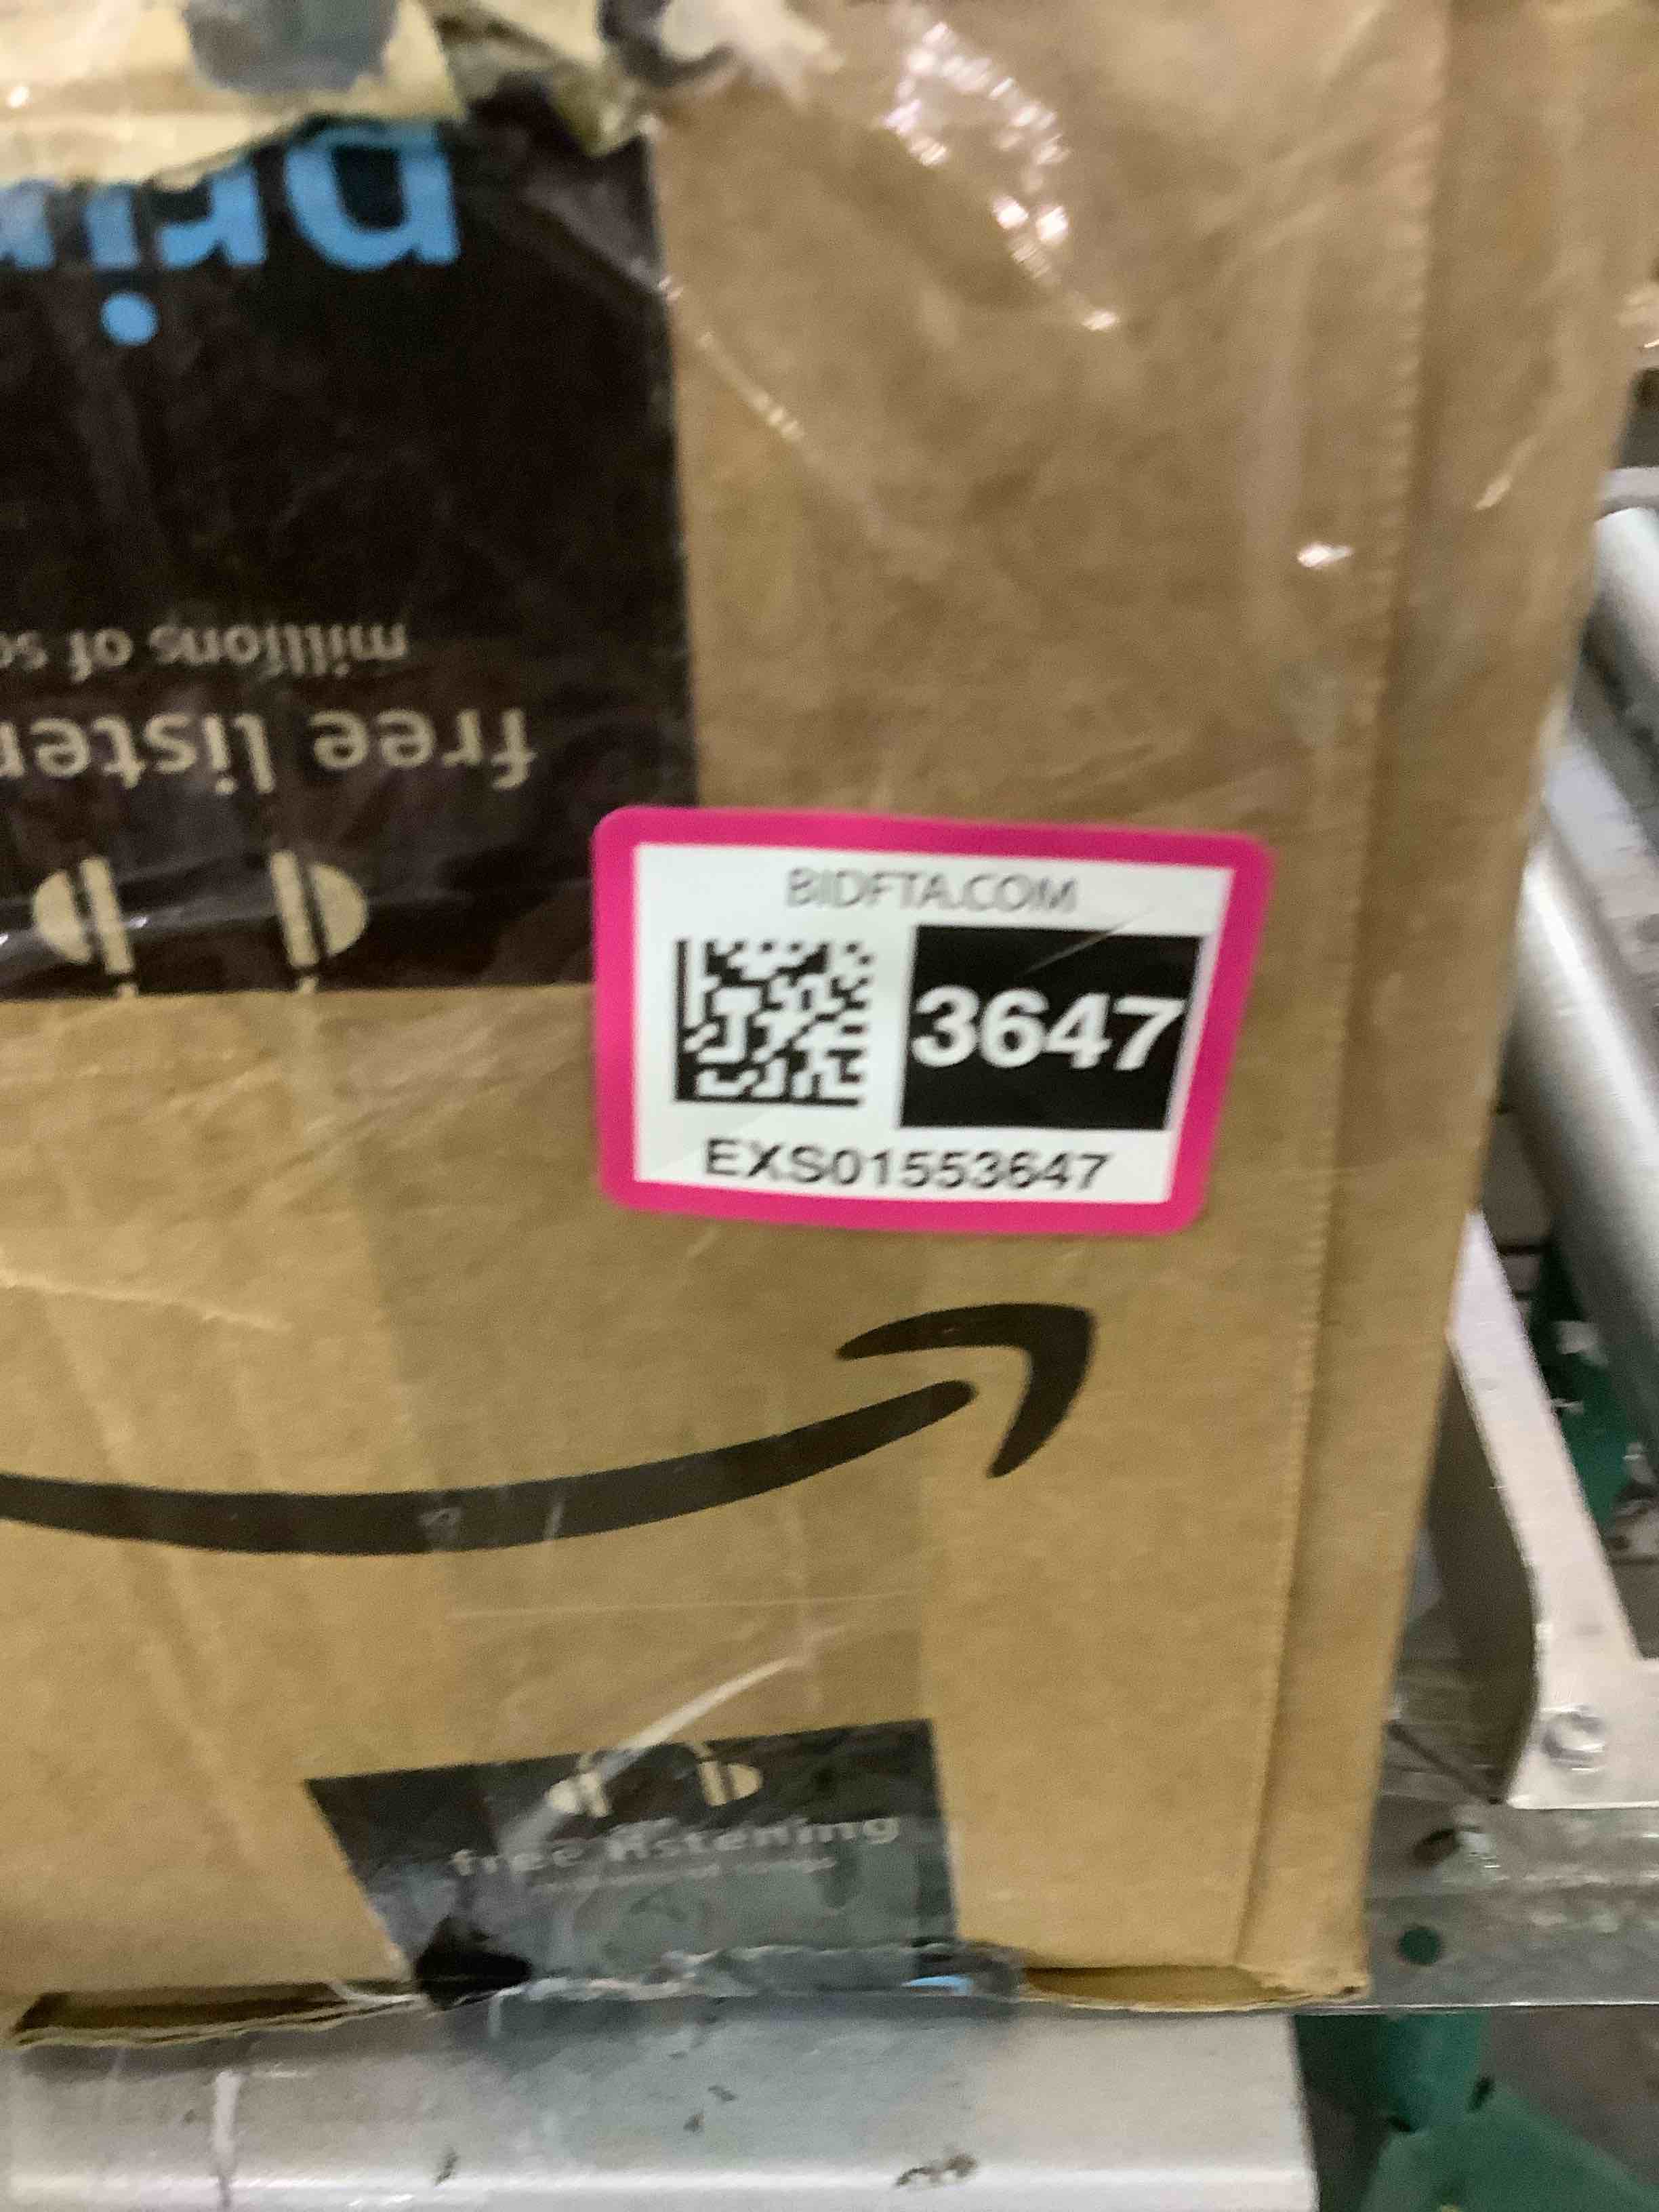 prim
millions of so
free listen
BIDFTA.COM
3647
EXS01553647
free listening